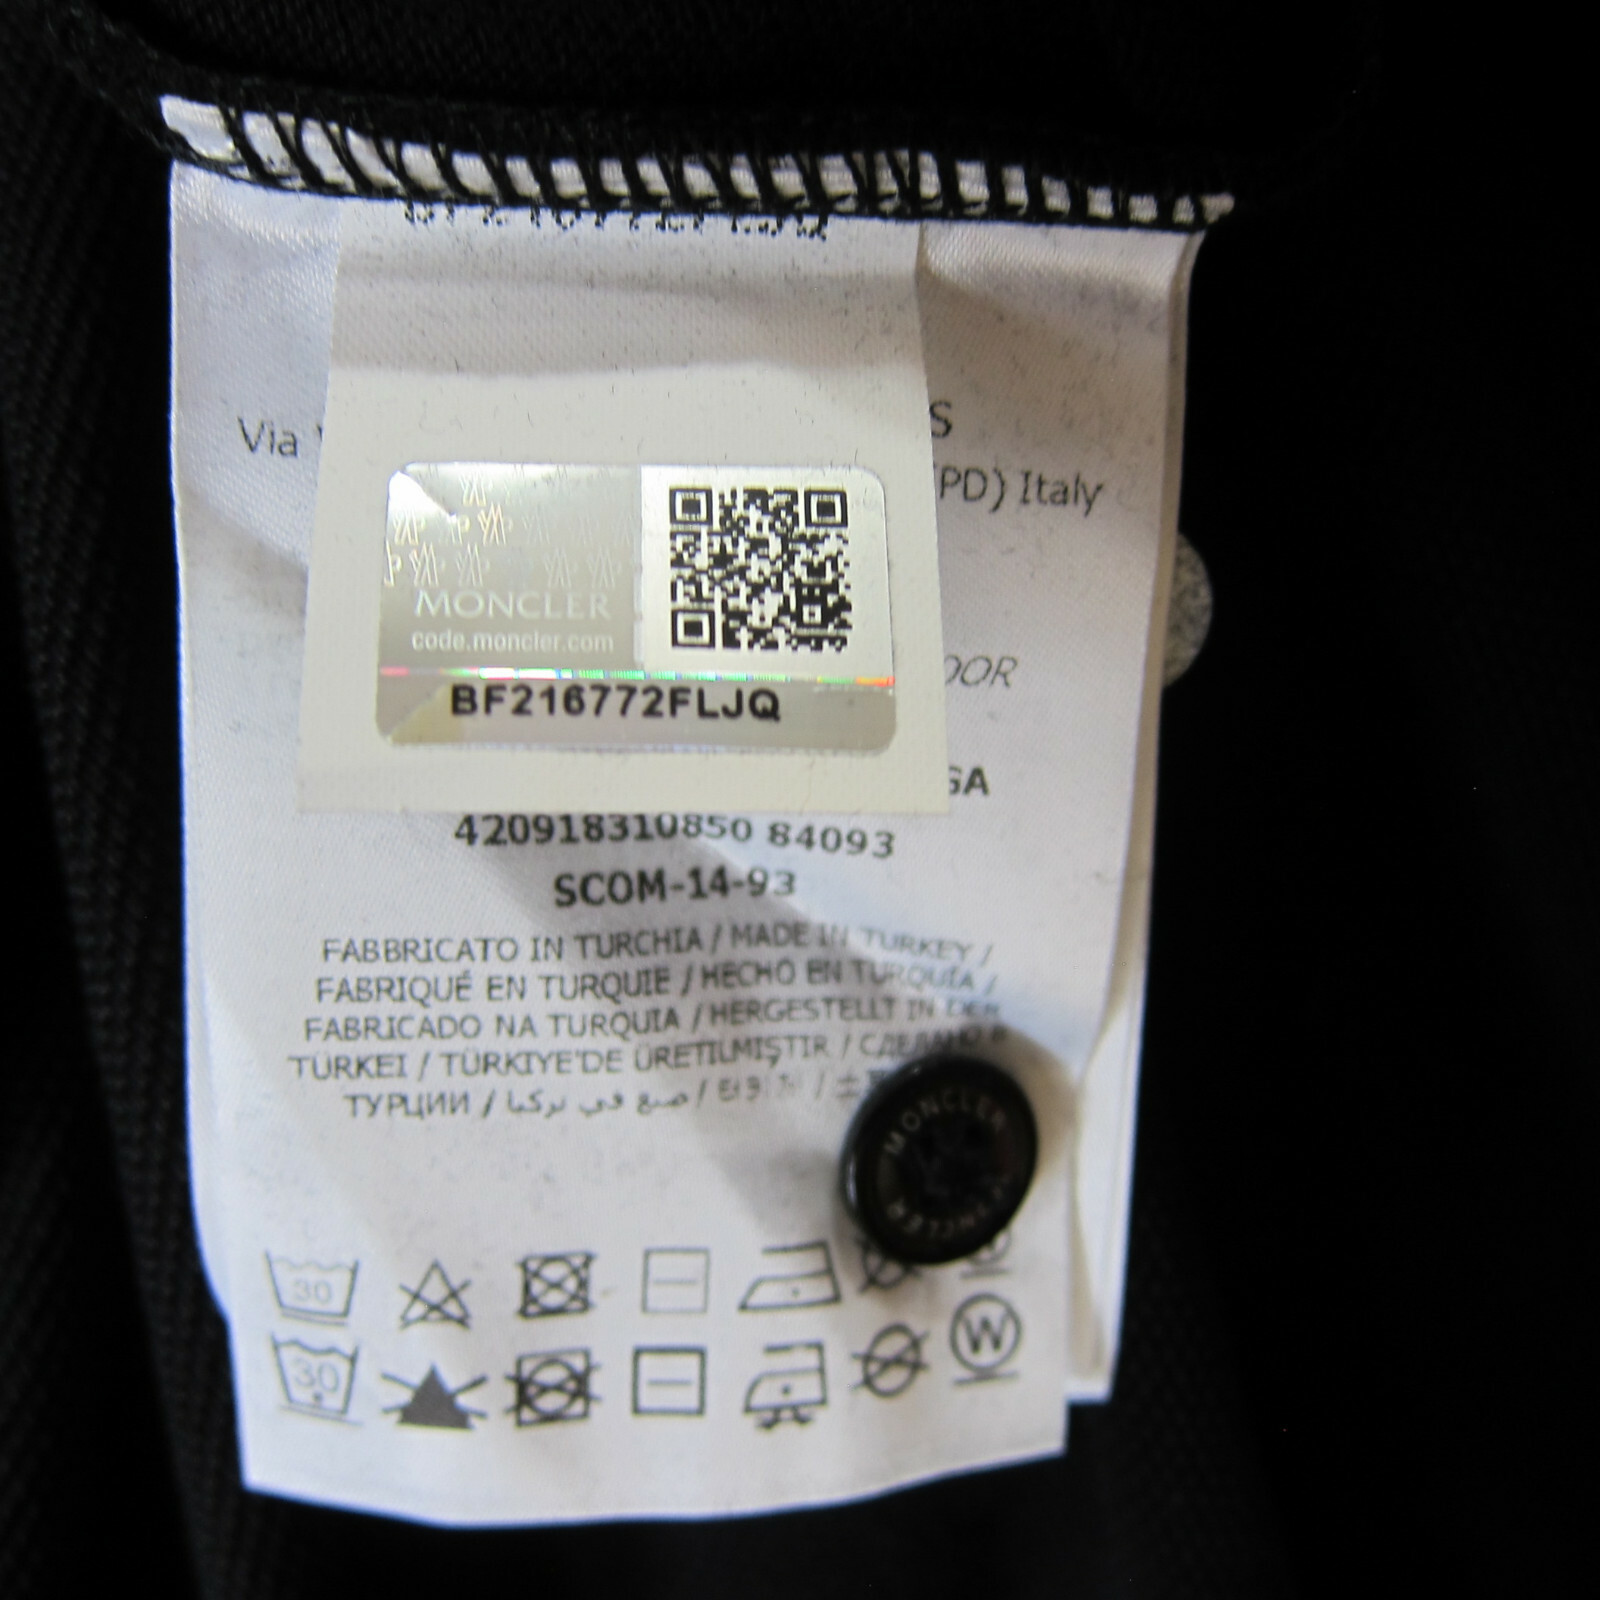 Via
S
(PD) Italy
MONCLER
code.moncler.com
BF216772FLJQ
OOR
GA
420918310850 84093
SCOM-14-93
FABBRICATO IN TURCHIA / MADE IN TURKEY /
FABRIQUÉ EN TURQUIE / HECHO EN TURQUÍA /
FABRICADO NA TURQUIA / HERGESTELLT IN DER
TÜRKEI / TÜRKIYE'DE ÜRETILMIŞTIR / СДЕЛАНО В
ТУРЦИИ / صنع في تركيا /
MONCLER
MONCLER
30
30
W